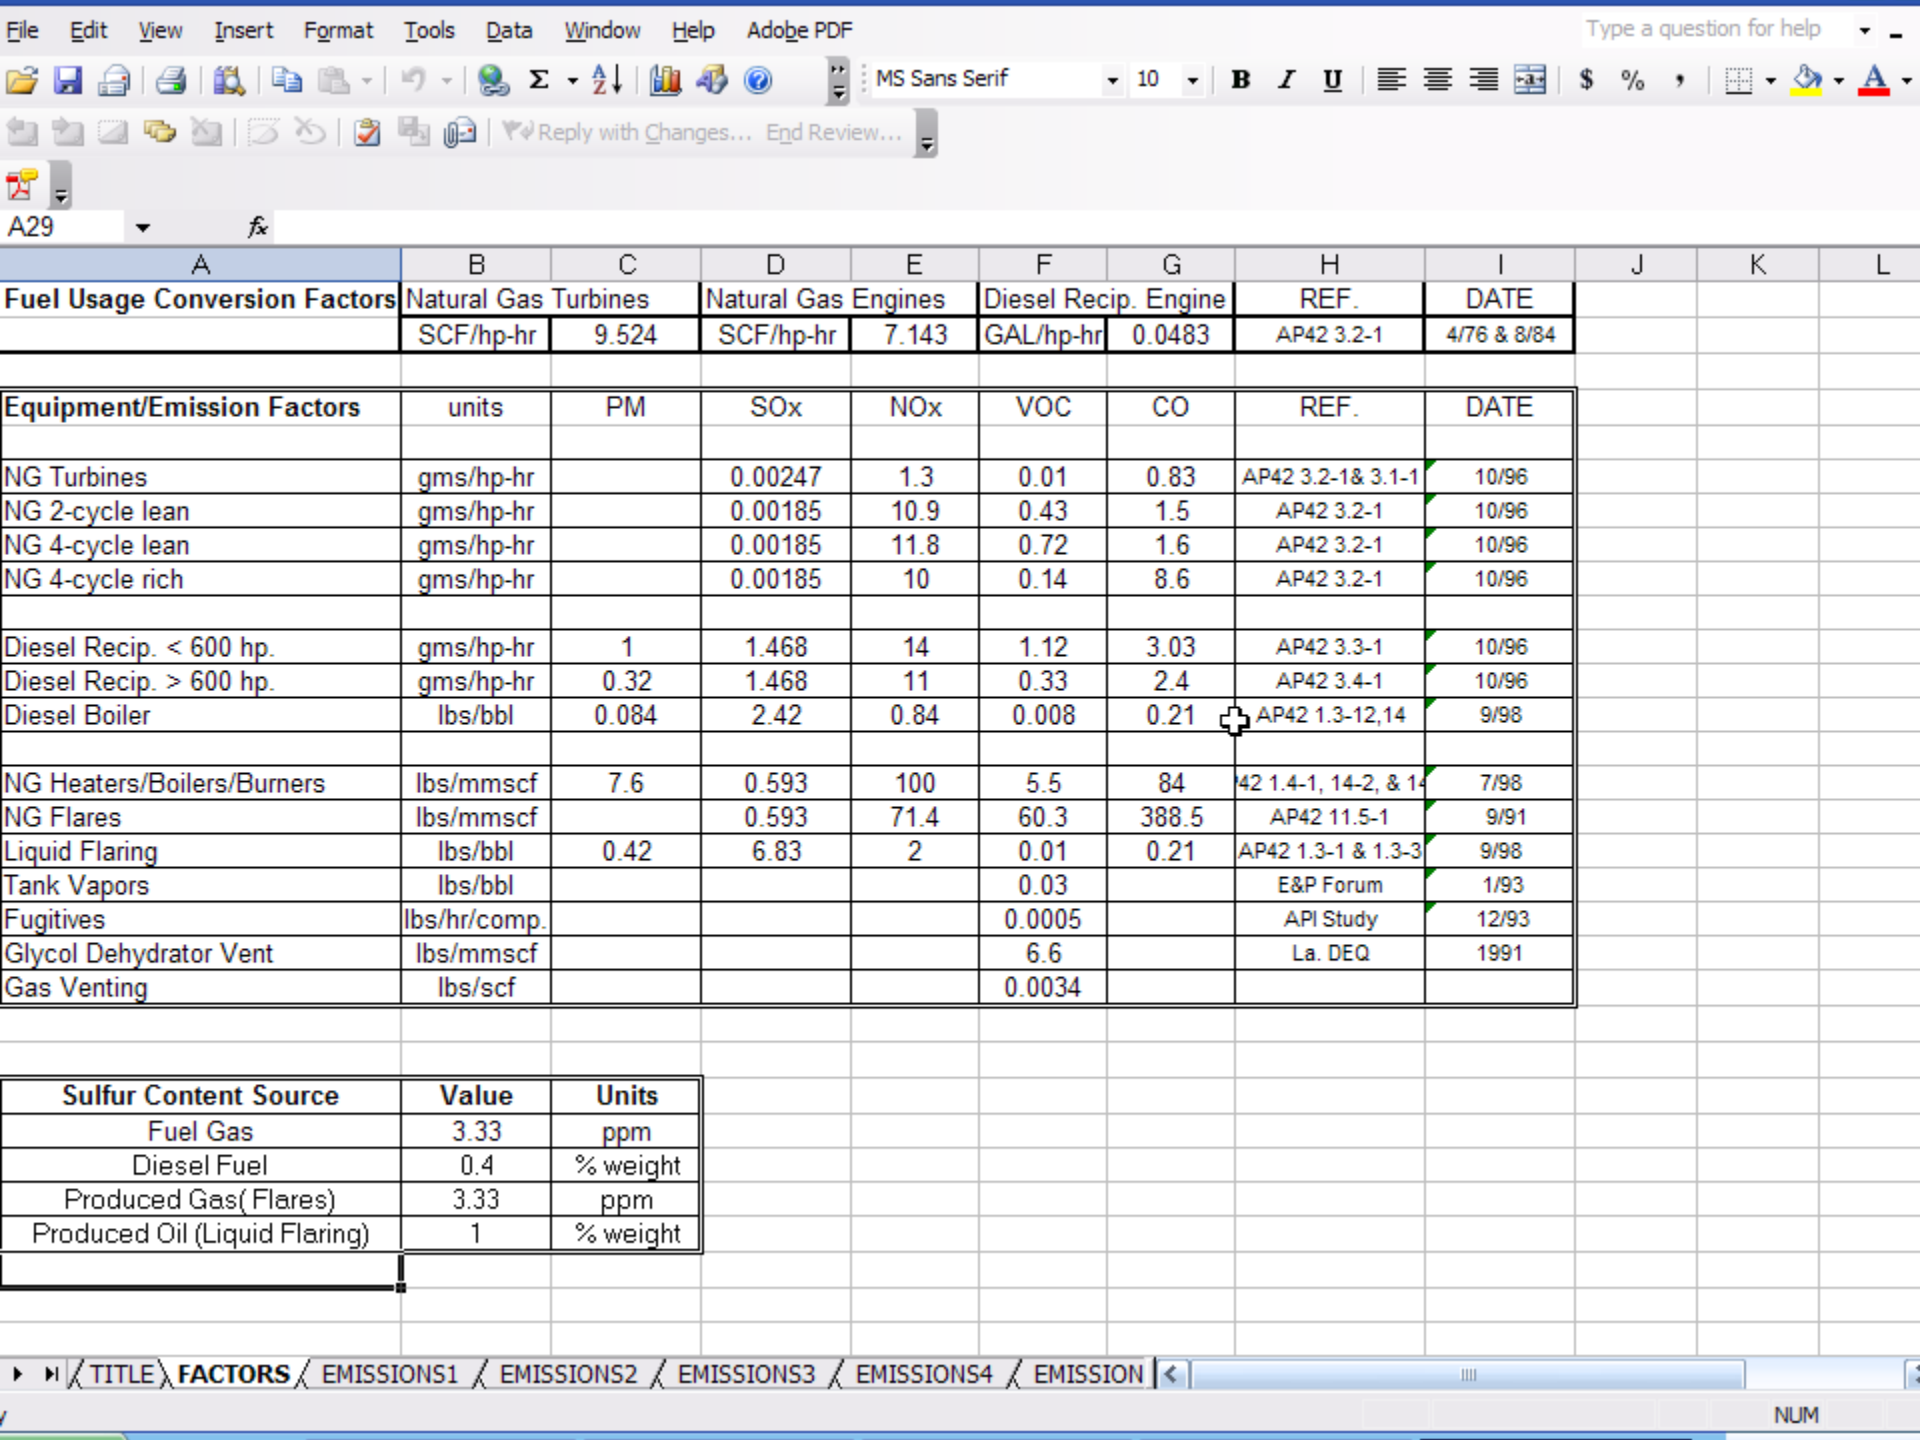 File Edit View Insert Format Tools Data Window Help Adobe PDF Type a question for help
MS Sans Serif 10 B I U $ % ,
Reply with Changes... End Review...
A29 fx
A B C D E F G H I J K L
Fuel Usage Conversion Factors Natural Gas Turbines Natural Gas Engines Diesel Recip. Engine REF. DATE
SCF/hp-hr 9.524 SCF/hp-hr 7.143 GAL/hp-hr 0.0483 AP42 3.2-1 4/76 & 8/84
Equipment/Emission Factors units PM SOx NOx VOC CO REF. DATE
NG Turbines gms/hp-hr 0.00247 1.3 0.01 0.83 AP42 3.2-1& 3.1-1 10/96
NG 2-cycle lean gms/hp-hr 0.00185 10.9 0.43 1.5 AP42 3.2-1 10/96
NG 4-cycle lean gms/hp-hr 0.00185 11.8 0.72 1.6 AP42 3.2-1 10/96
NG 4-cycle rich gms/hp-hr 0.00185 10 0.14 8.6 AP42 3.2-1 10/96
Diesel Recip. < 600 hp. gms/hp-hr 1 1.468 14 1.12 3.03 AP42 3.3-1 10/96
Diesel Recip. > 600 hp. gms/hp-hr 0.32 1.468 11 0.33 2.4 AP42 3.4-1 10/96
Diesel Boiler lbs/bbl 0.084 2.42 0.84 0.008 0.21 AP42 1.3-12,14 9/98
NG Heaters/Boilers/Burners lbs/mmscf 7.6 0.593 100 5.5 84 42 1.4-1, 14-2, & 14 7/98
NG Flares lbs/mmscf 0.593 71.4 60.3 388.5 AP42 11.5-1 9/91
Liquid Flaring lbs/bbl 0.42 6.83 2 0.01 0.21 AP42 1.3-1 & 1.3-3 9/98
Tank Vapors lbs/bbl 0.03 E&P Forum 1/93
Fugitives lbs/hr/comp. 0.0005 API Study 12/93
Glycol Dehydrator Vent lbs/mmscf 6.6 La. DEQ 1991
Gas Venting lbs/scf 0.0034
Sulfur Content Source Value Units
Fuel Gas 3.33 ppm
Diesel Fuel 0.4 % weight
Produced Gas( Flares) 3.33 ppm
Produced Oil (Liquid Flaring) 1 % weight
TITLE FACTORS EMISSIONS1 EMISSIONS2 EMISSIONS3 EMISSIONS4 EMISSION
NUM